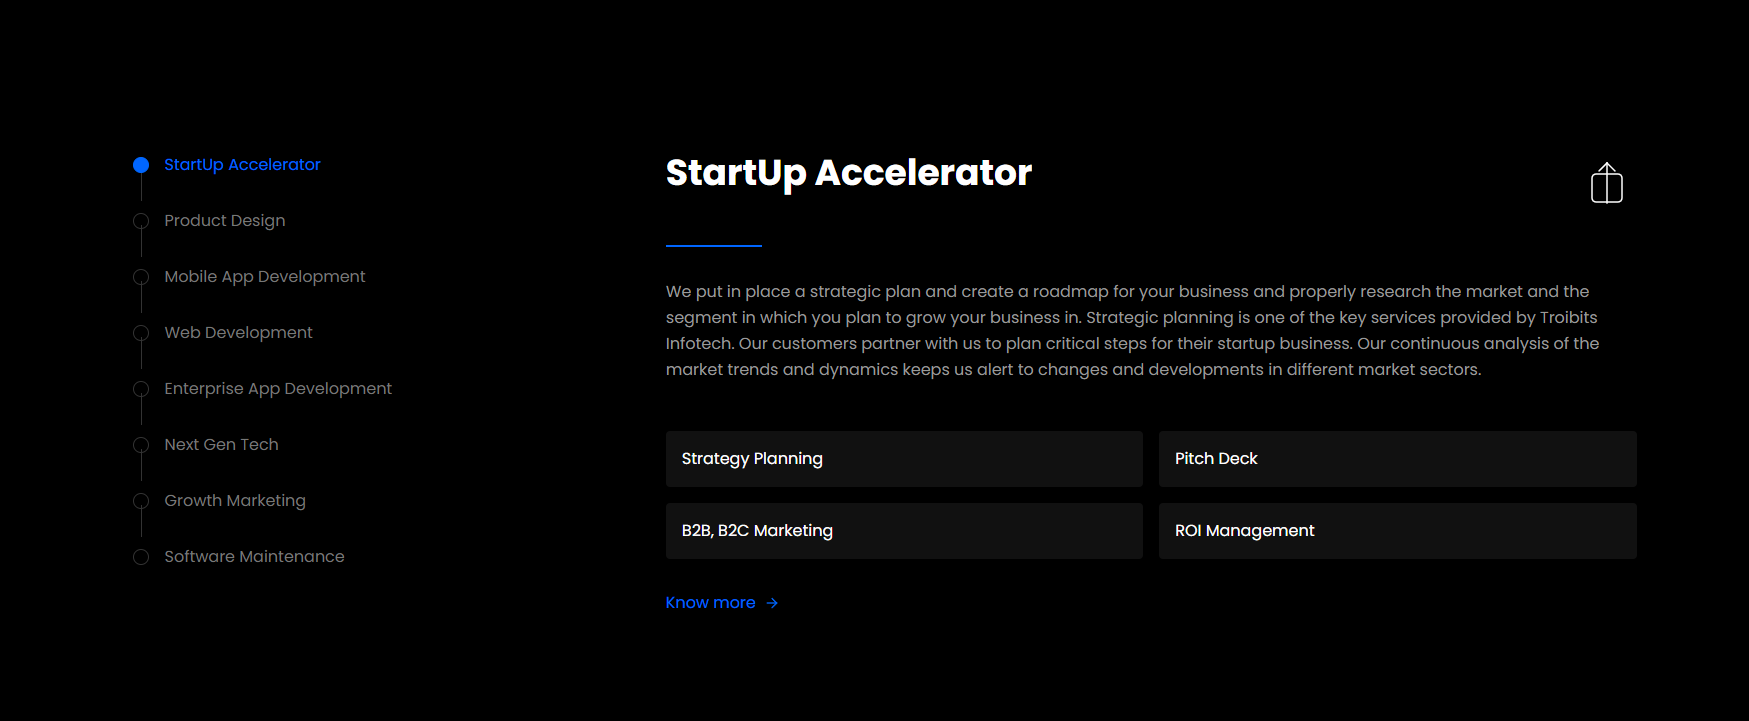 StartUp Accelerator
Product Design
Mobile App Development
Web Development
Enterprise App Development
Next Gen Tech
Growth Marketing
Software Maintenance
StartUp Accelerator
We put in place a strategic plan and create a roadmap for your business and properly research the market and the
segment in which you plan to grow your business in. Strategic planning is one of the key services provided by Troibits
Infotech. Our customers partner with us to plan critical steps for their startup business. Our continuous analysis of the
market trends and dynamics keeps us alert to changes and developments in different market sectors.
Strategy Planning
Pitch Deck
B2B, B2C Marketing
ROI Management
Know more